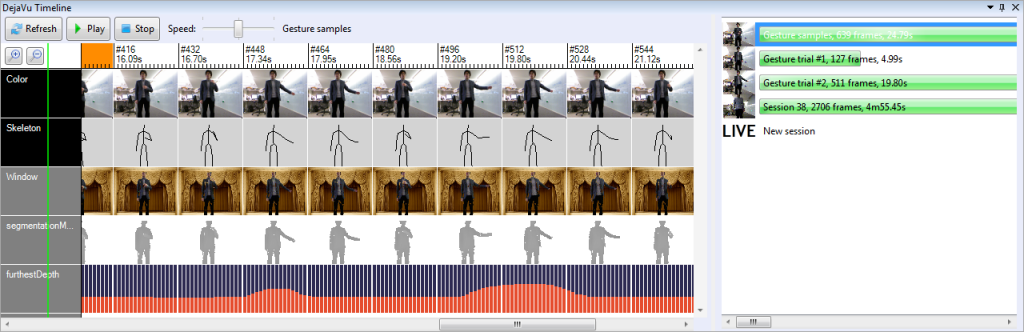 DejaVu Timeline
Refresh Play Stop Speed: Gesture samples
#416 #432 #448 #464 #480 #496 #512 #528 #544
16.09s 16.70s 17.34s 17.95s 18.56s 19.20s 19.80s 20.44s 21.12s
Color
Skeleton
Window
segmentationM...
furthestDepth
Gesture samples, 639 frames, 24.79s
Gesture trial #1, 127 frames, 4.99s
Gesture trial #2, 511 frames, 19.80s
Session 38, 2706 frames, 4m55.45s
LIVE New session